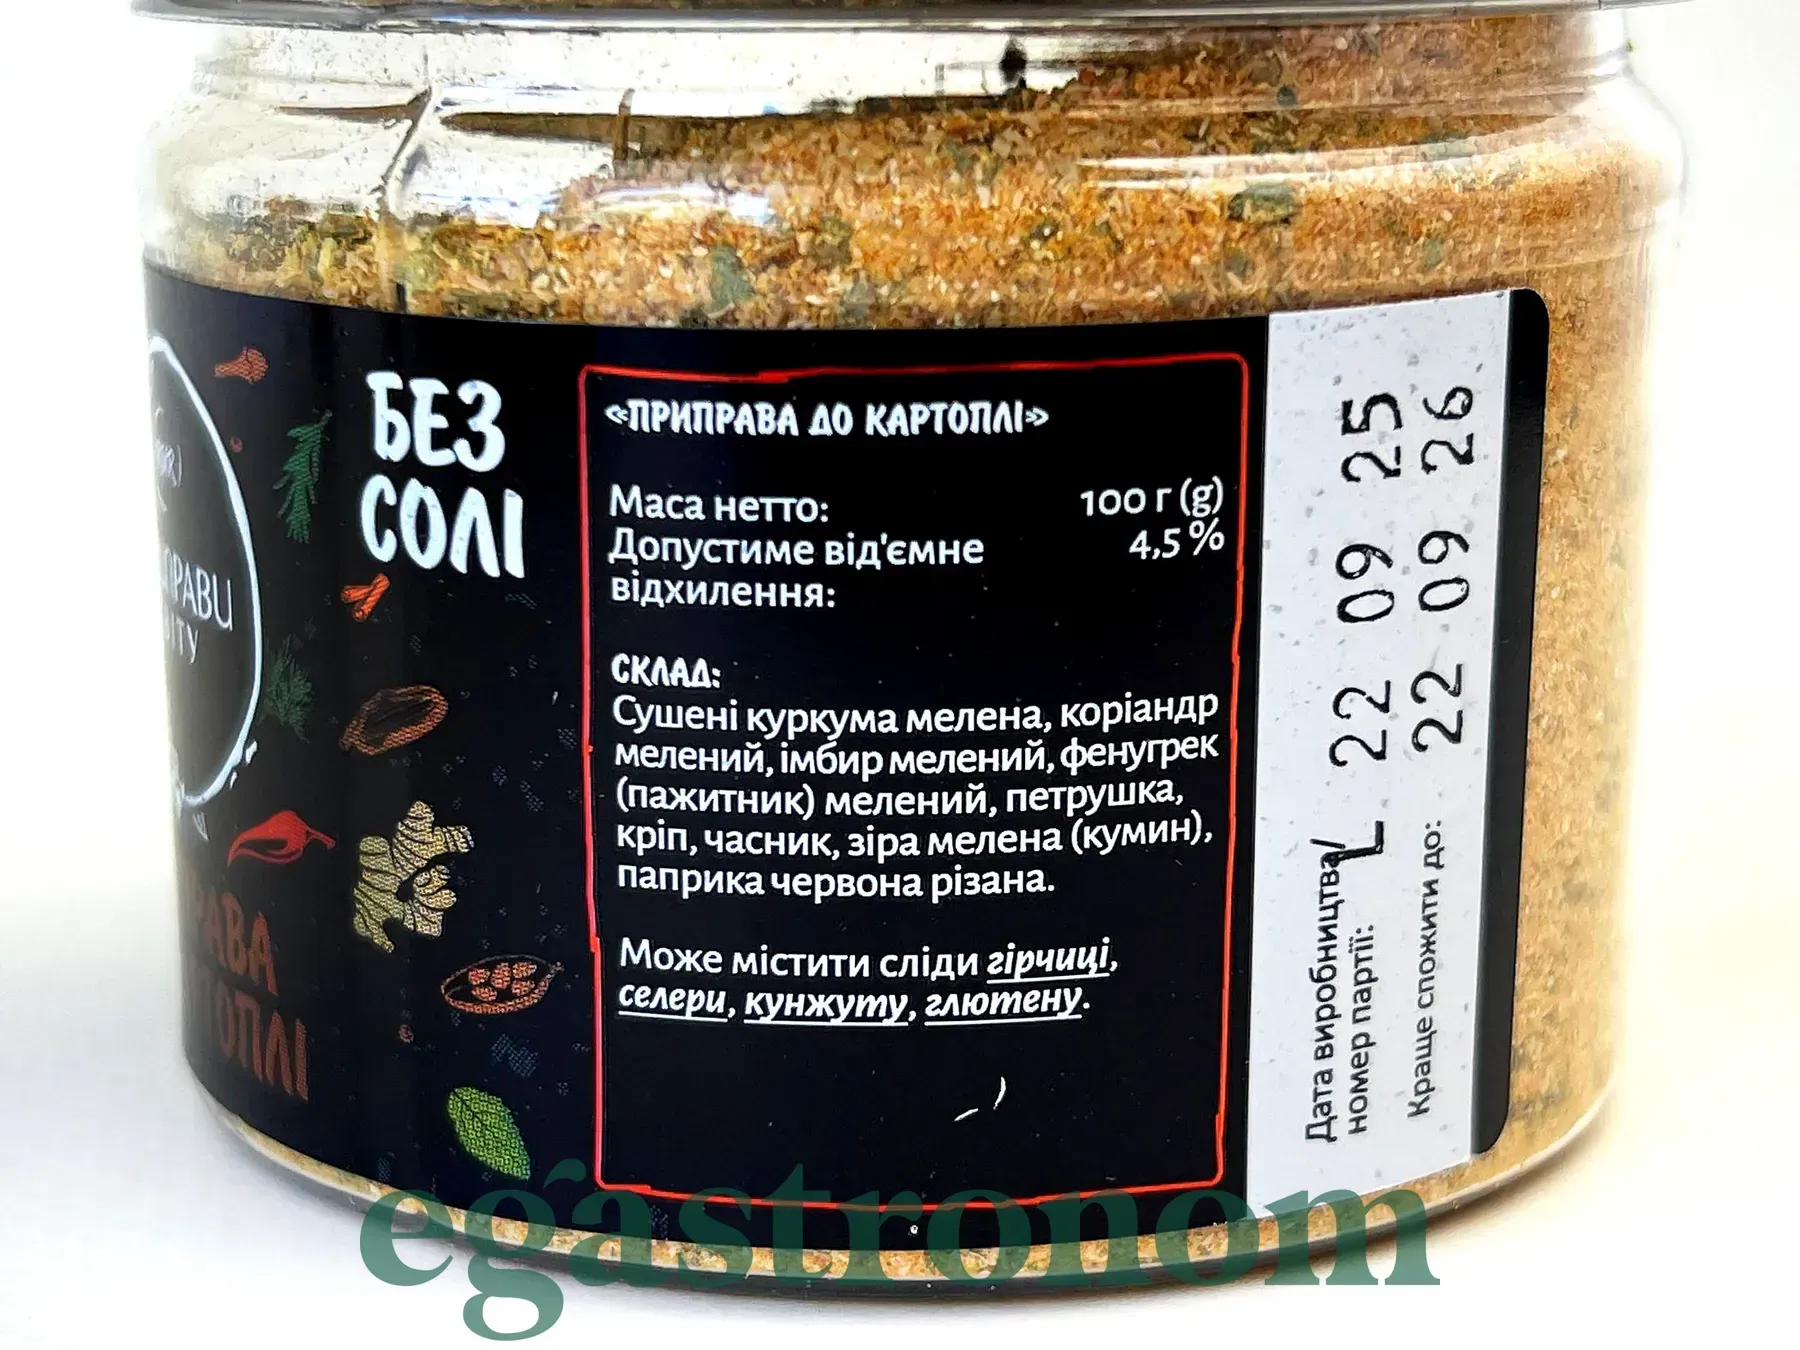 БЕЗ
СОЛІ
«ПРИПРАВА ДО КАРТОПЛІ»
Маса нетто: 100 г (g)
Допустиме від'ємне 4,5 %
відхилення:
СКЛАД:
Сушені куркума мелена, коріандр
мелений, імбир мелений, фенугрек
(пажитник) мелений, петрушка,
кріп, часник, зіра мелена (кумин),
паприка червона різана.
Може містити сліди гірчиці,
селери, кунжуту, глютену.
Дата виробництва/
номер партії:
L 22 09 25
Краще спожити до: 22 09 26
egastronom